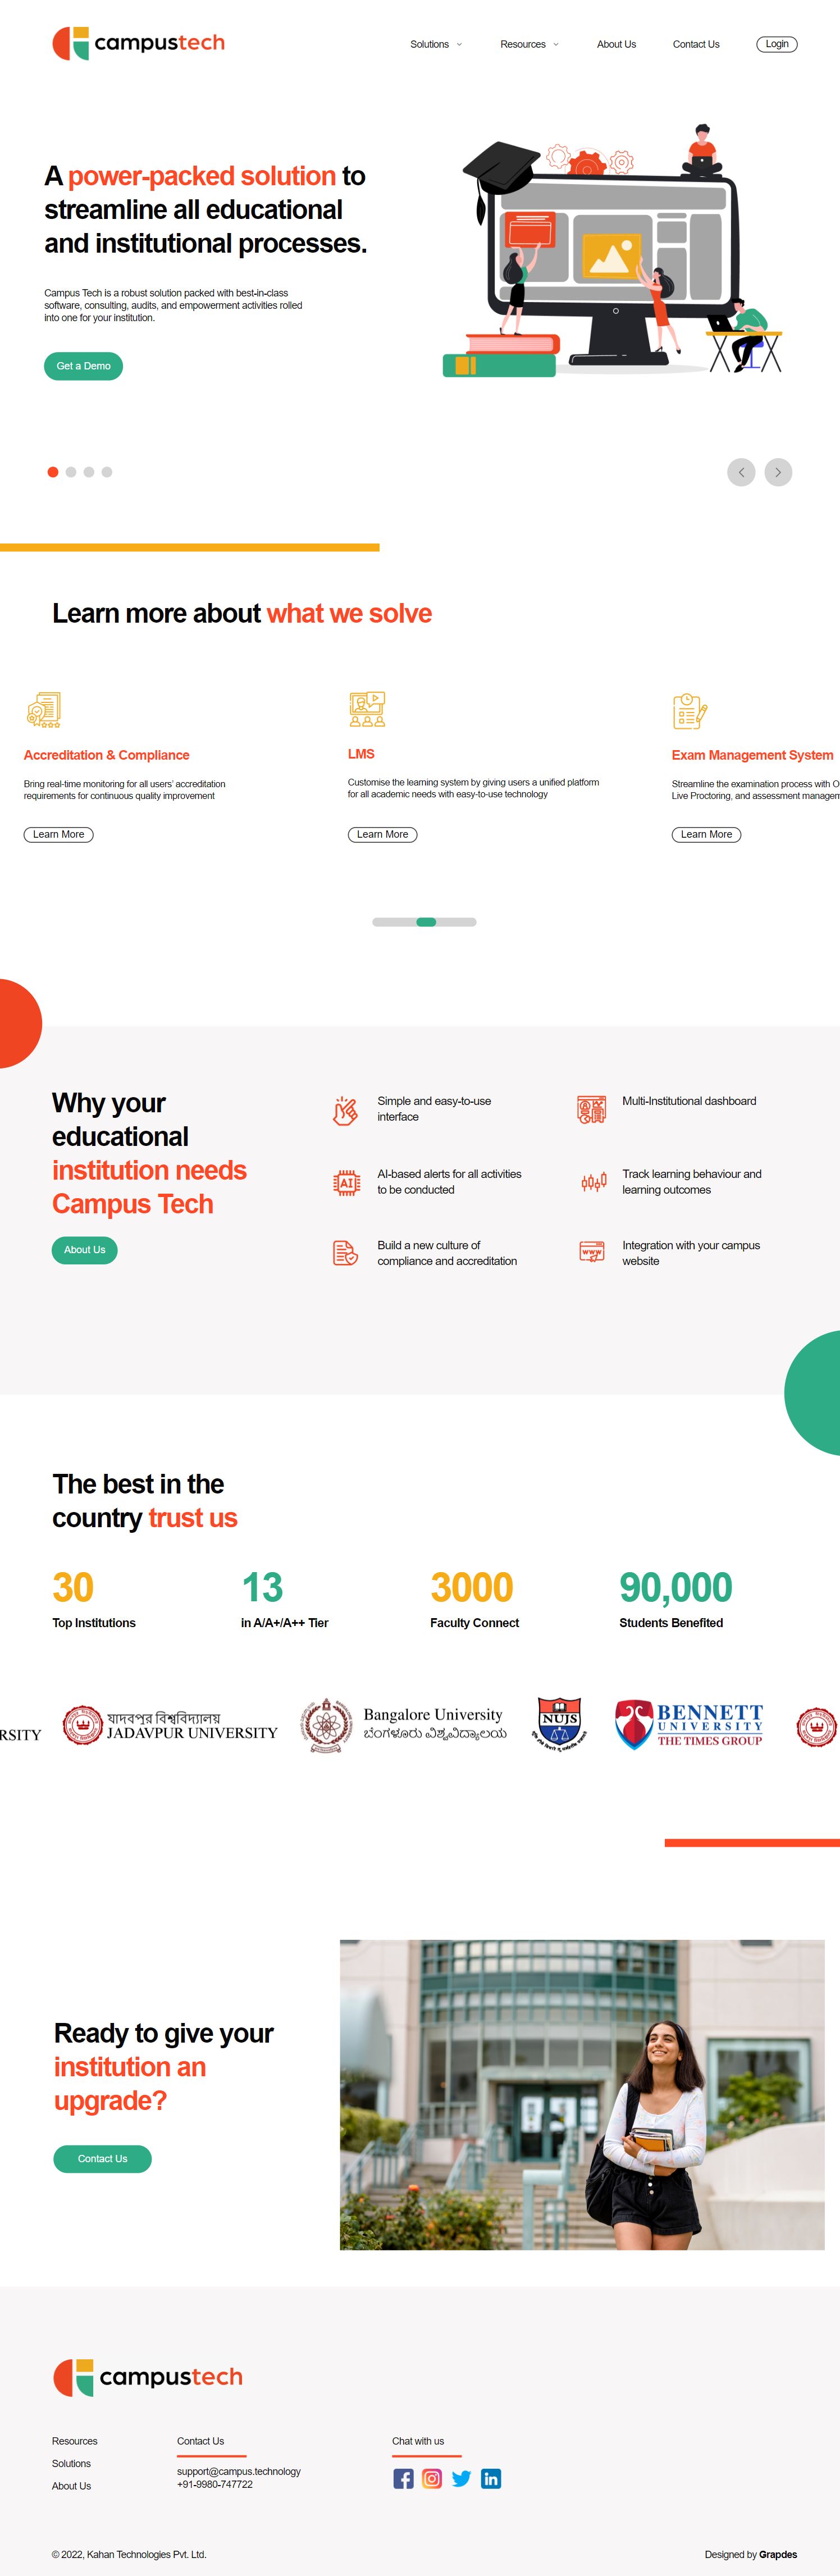 campustech
Solutions
Resources
About Us
Contact Us
Login
A power-packed solution to
streamline all educational
and institutional processes.
Campus Tech is a robust solution packed with best-in-class
software, consulting, audits, and empowerment activities rolled
into one for your institution.
Get a Demo
Learn more about what we solve
Accreditation & Compliance
Bring real-time monitoring for all users' accreditation
requirements for continuous quality improvement
Learn More
LMS
Customise the learning system by giving users a unified platform
for all academic needs with easy-to-use technology
Learn More
Exam Management System
Streamline the examination process with O
Live Proctoring, and assessment managem
Learn More
Why your
educational
institution needs
Campus Tech
About Us
Simple and easy-to-use
interface
Multi-Institutional dashboard
AI
AI-based alerts for all activities
to be conducted
Track learning behaviour and
learning outcomes
Build a new culture of
compliance and accreditation
www
Integration with your campus
website
The best in the
country trust us
30
Top Institutions
13
in A/A+/A++ Tier
3000
Faculty Connect
90,000
Students Benefited
RSITY
যাদবপুর বিশ্ববিদ্যালয়
JADAVPUR UNIVERSITY
Bangalore University
ಬೆಂಗಳೂರು ವಿಶ್ವವಿದ್ಯಾಲಯ
NUJS
BENNETT
UNIVERSITY
THE TIMES GROUP
Ready to give your
institution an
upgrade?
Contact Us
campustech
Resources
Solutions
About Us
Contact Us
support@campus.technology
+91-9980-747722
Chat with us
© 2022, Kahan Technologies Pvt. Ltd.
Designed by Grapdes